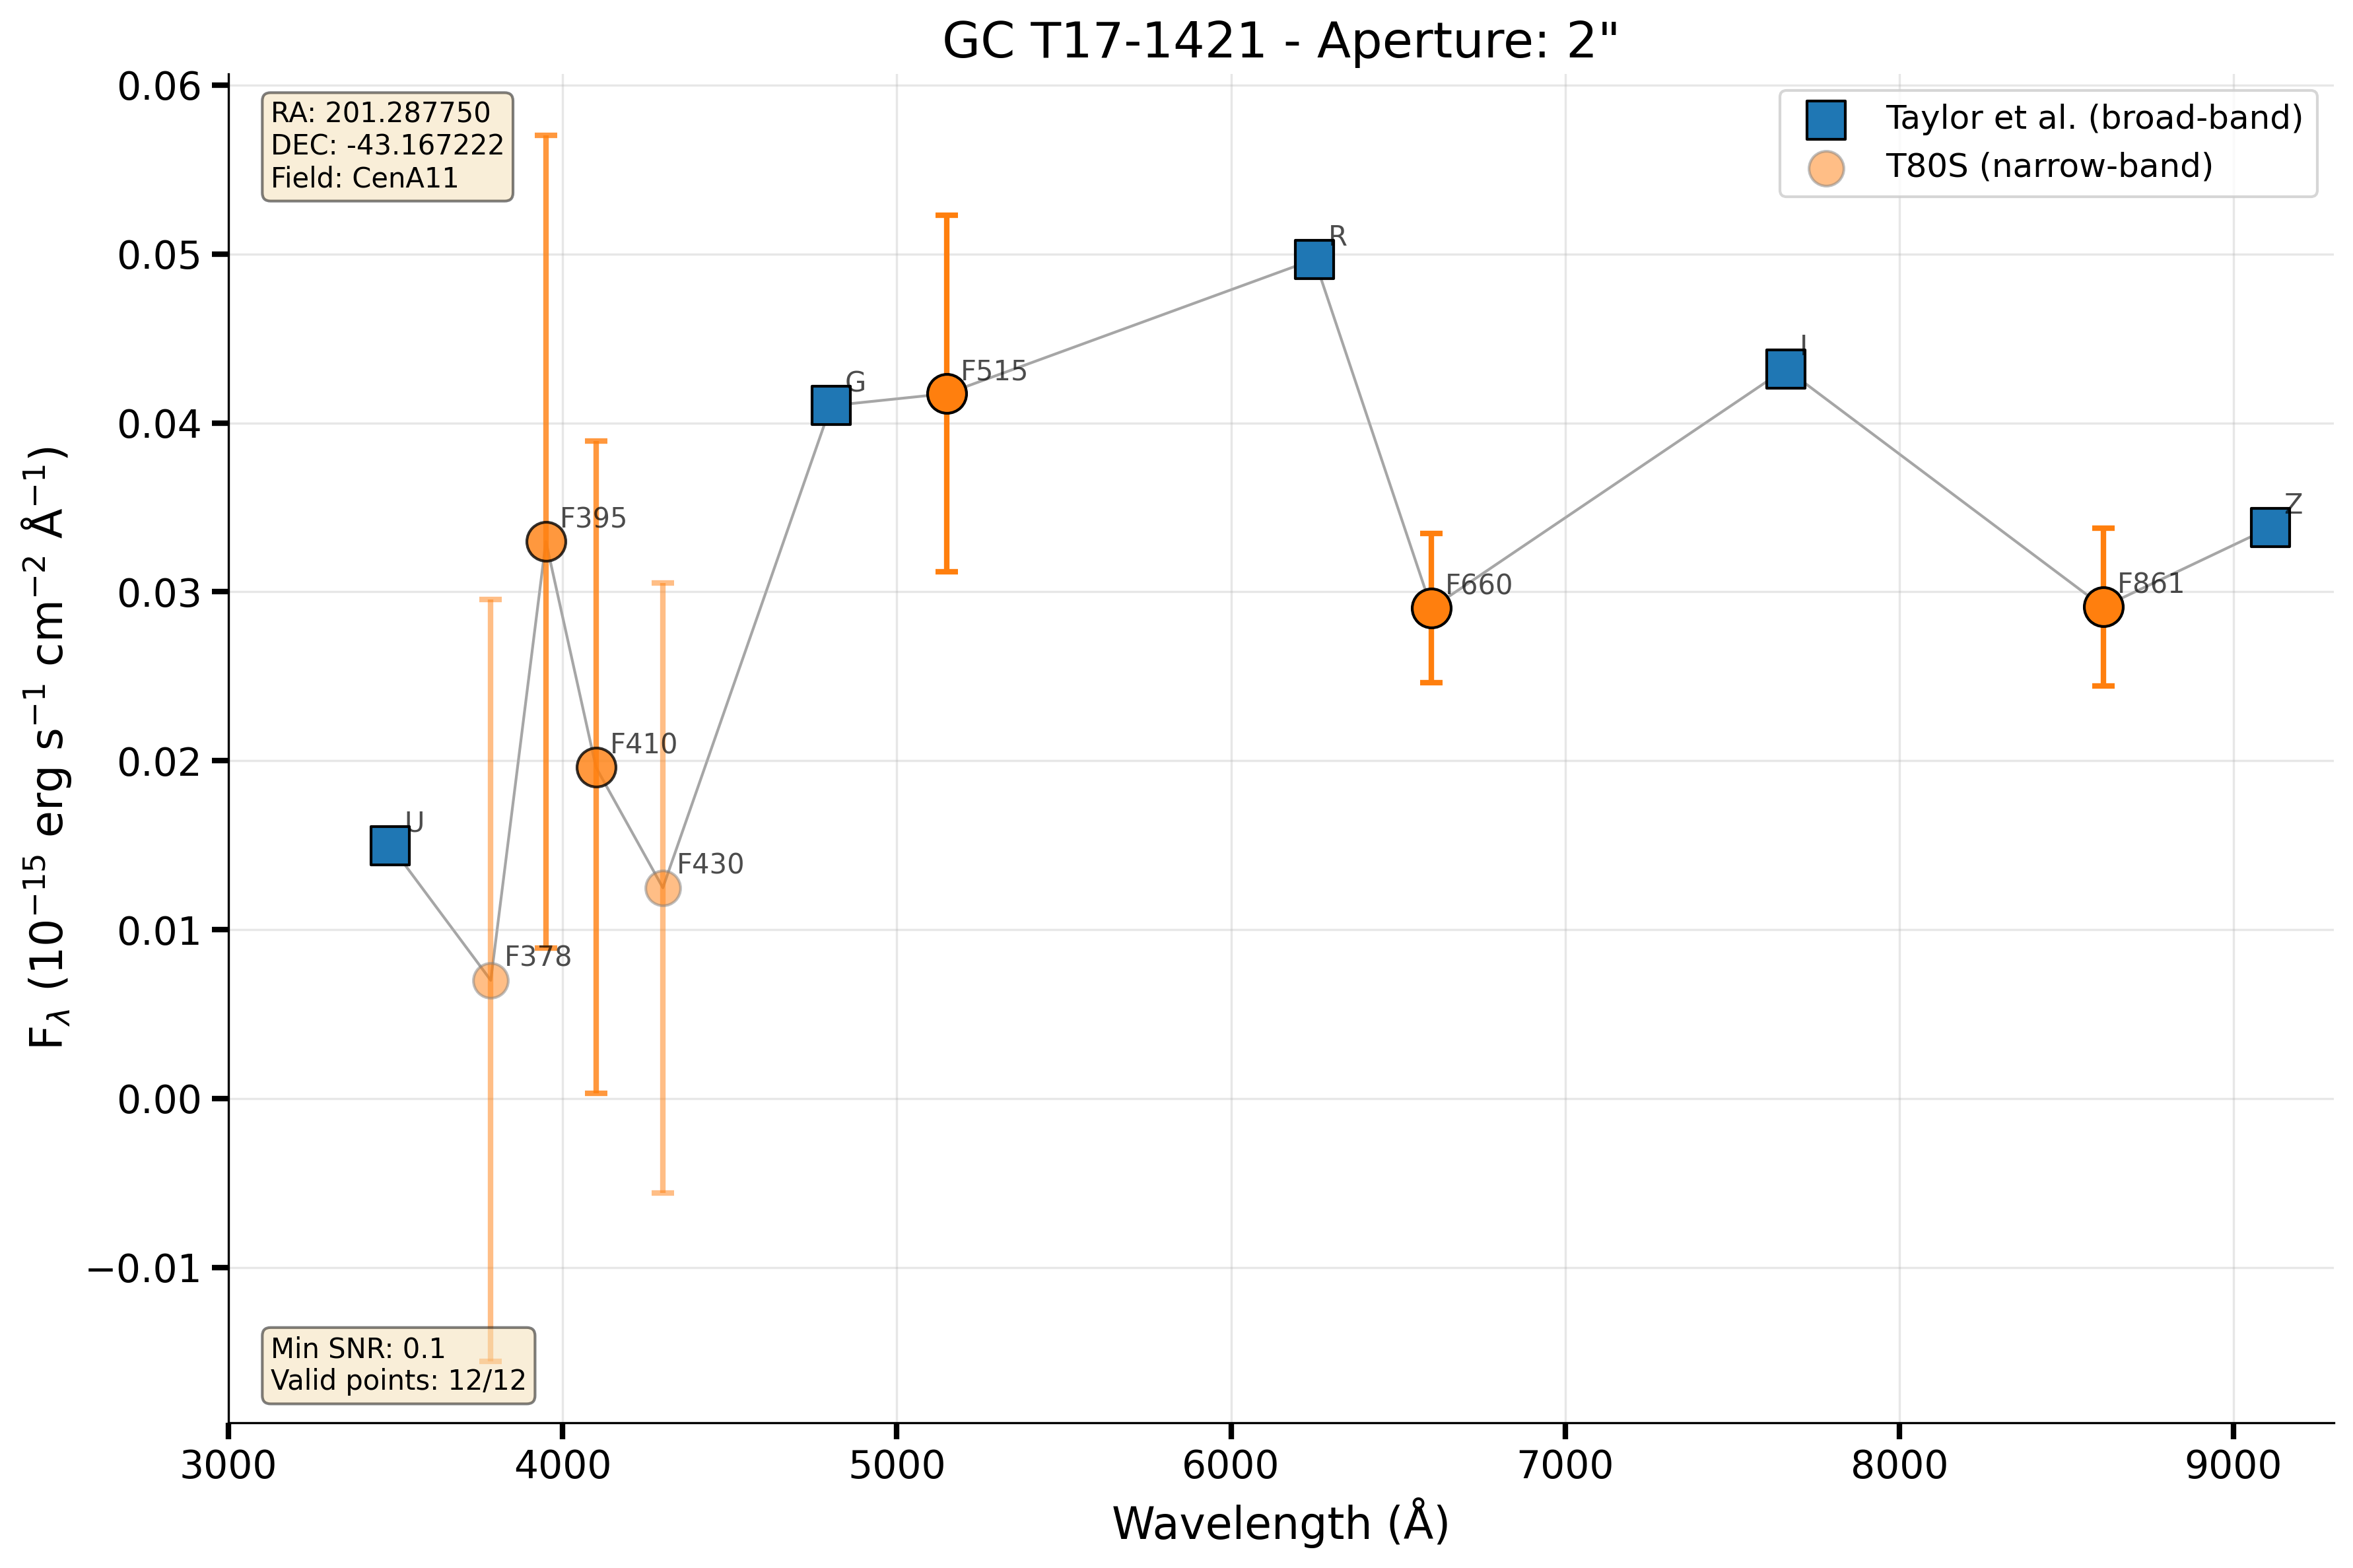 GC T17-1421 - Aperture: 2"
RA: 201.287750
DEC: -43.167222
Field: CenA11
Taylor et al. (broad-band)
T80S (narrow-band)
0.06
0.05
0.04
0.03
0.02
0.01
0.00
−0.01
F$_λ$ (10$^{−15}$ erg s$^{−1}$ cm$^{−2}$ Å$^{−1}$)
U
F378
F395
F410
F430
G
F515
R
F660
I
F861
Z
Min SNR: 0.1
Valid points: 12/12
3000 4000 5000 6000 7000 8000 9000
Wavelength (Å)